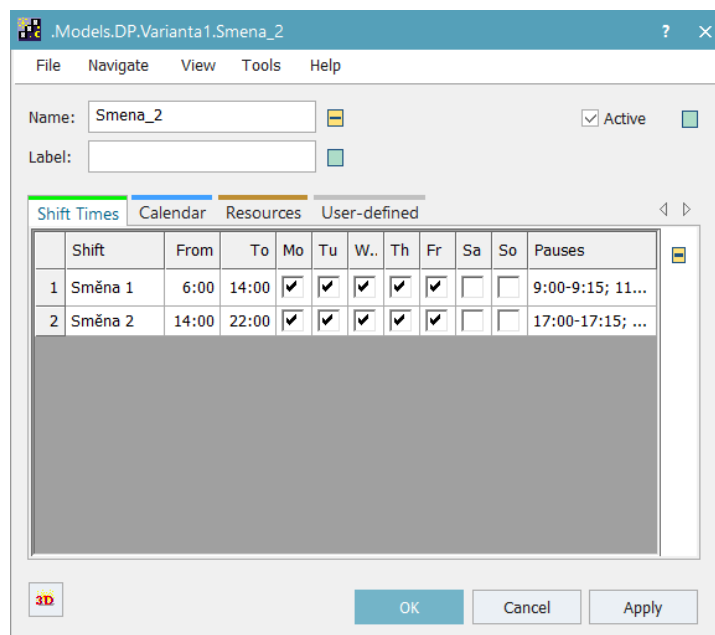 .Models.DP.Varianta1.Smena_2 ? ×
File Navigate View Tools Help
Name: Smena_2 Active
Label:
Shift Times Calendar Resources User-defined
Shift From To Mo Tu W.. Th Fr Sa So Pauses
1 Směna 1 6:00 14:00 9:00-9:15; 11...
2 Směna 2 14:00 22:00 17:00-17:15; ...
3D OK Cancel Apply